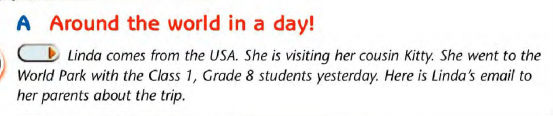 A Around the world in a day!
Linda comes from the USA. She is visiting her cousin Kitty. She went to the
World Park with the Class 1, Grade 8 students yesterday. Here is Linda's email to
her parents about the trip.